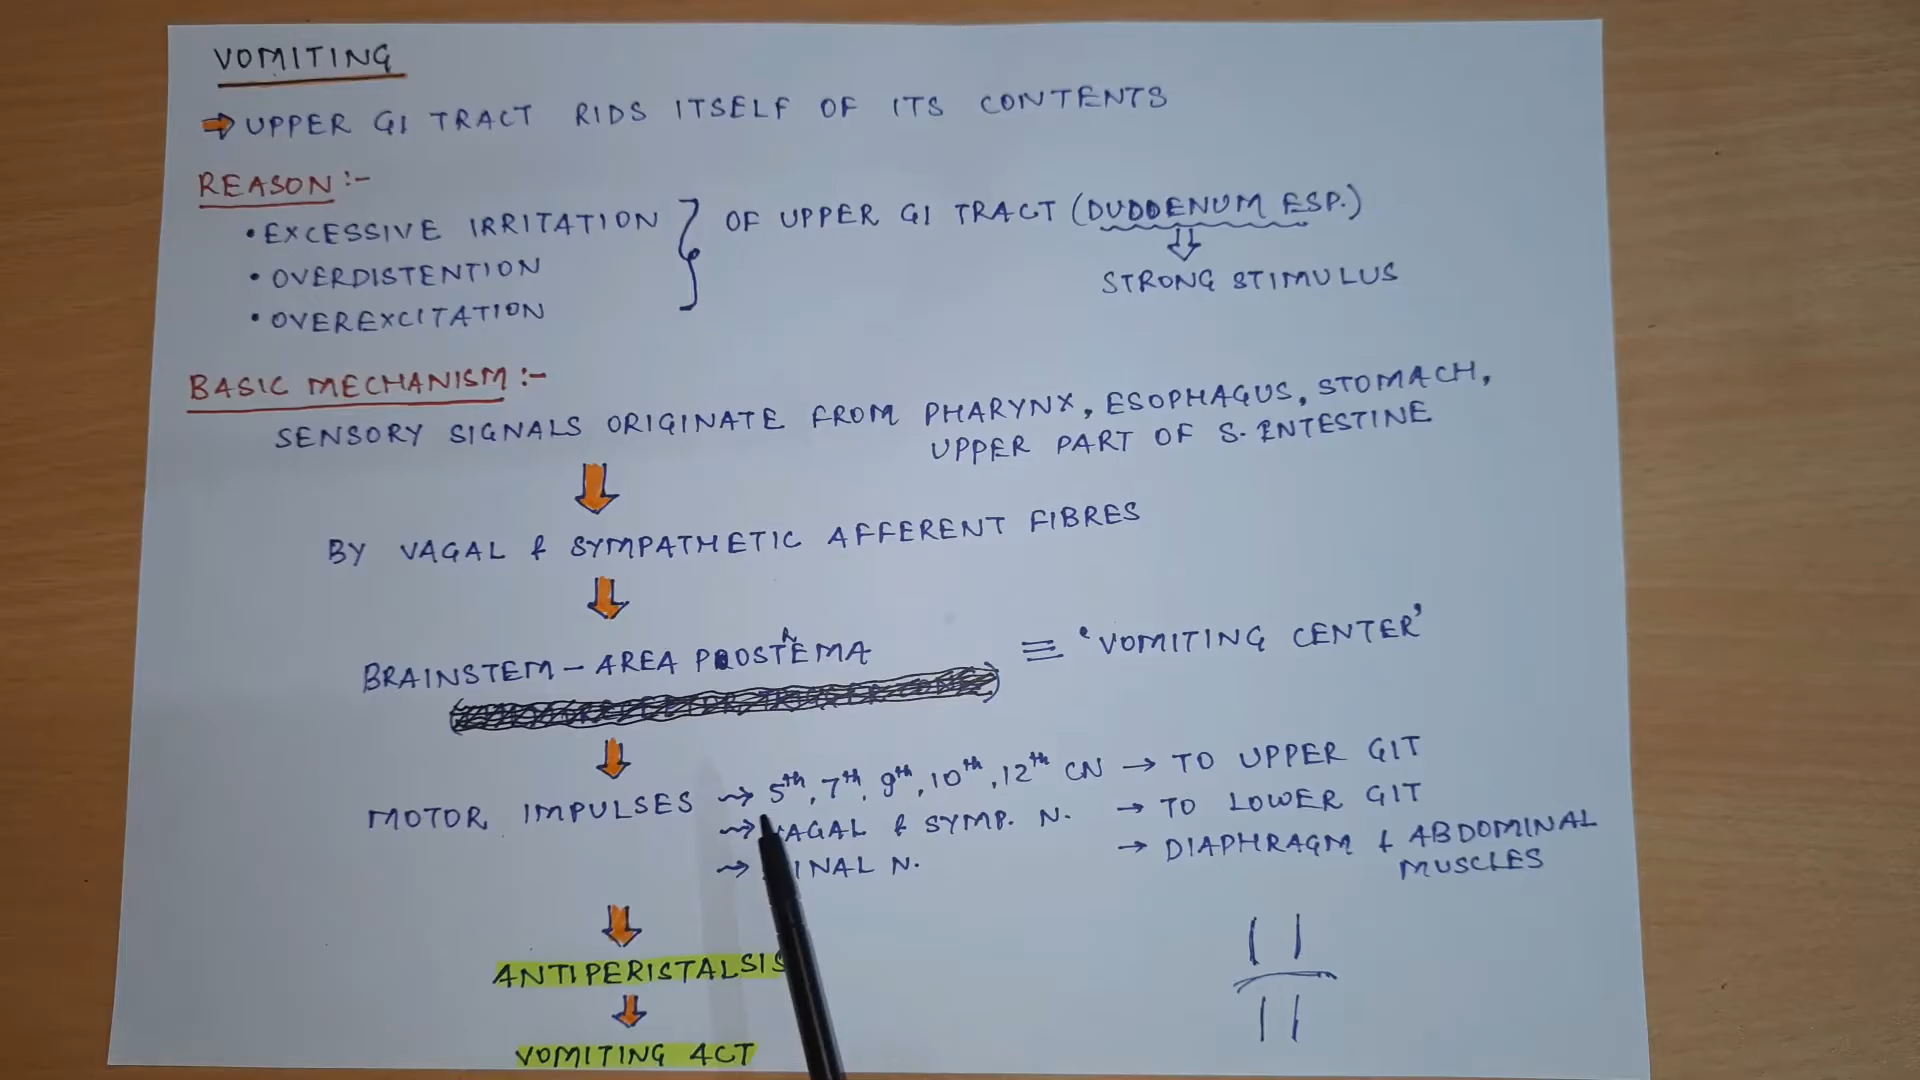 VOMITING
⇒ UPPER GI TRACT RIDS ITSELF OF ITS CONTENTS
REASON :-
• EXCESSIVE IRRITATION
• OVERDISTENTION
• OVEREXCITATION
} OF UPPER GI TRACT (DUODENUM ESP.)
⇓
STRONG STIMULUS
BASIC MECHANISM :-
SENSORY SIGNALS ORIGINATE FROM PHARYNX, ESOPHAGUS, STOMACH,
UPPER PART OF S. INTESTINE
⇓
BY VAGAL & SYMPATHETIC AFFERENT FIBRES
⇓
BRAINSTEM - AREA POSTREMA ≡ 'VOMITING CENTER'
⇓
MOTOR IMPULSES → 5th, 7th, 9th, 10th, 12th CN → TO UPPER GIT
→ VAGAL & SYMP. N. → TO LOWER GIT
→ INAL N. → DIAPHRAGM & ABDOMINAL
MUSCLES
⇓
ANTIPERISTALSIS
⇓
VOMITING ACT